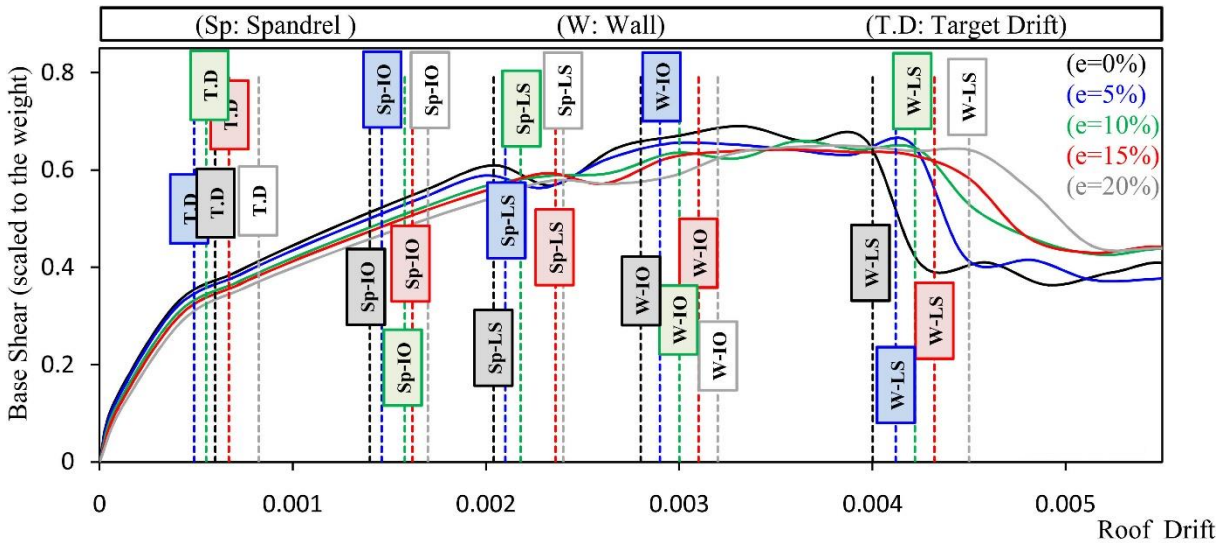 (Sp: Spandrel ) (W: Wall) (T.D: Target Drift)
Base Shear (scaled to the weight)
0.8
0.6
0.4
0.2
0
0 0.001 0.002 0.003 0.004 0.005
Roof Drift
(e=0%)
(e=5%)
(e=10%)
(e=15%)
(e=20%)
T.D
T.D
T.D
T.D
T.D
Sp-IO
Sp-IO
Sp-IO
Sp-IO
Sp-IO
Sp-LS
Sp-LS
Sp-LS
Sp-LS
Sp-LS
W-IO
W-IO
W-IO
W-IO
W-IO
W-LS
W-LS
W-LS
W-LS
W-LS